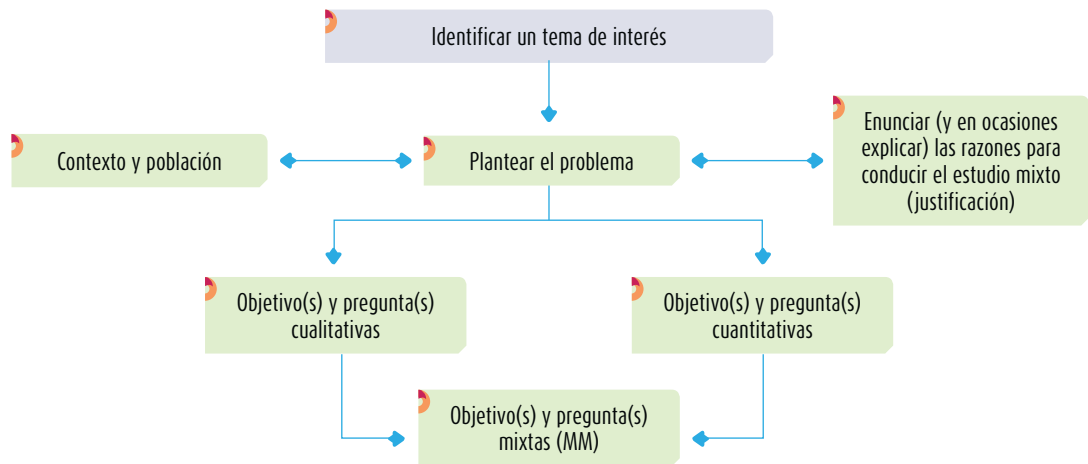 Identificar un tema de interés
Contexto y población
Plantear el problema
Enunciar (y en ocasiones
explicar) las razones para
conducir el estudio mixto
(justificación)
Objetivo(s) y pregunta(s)
cualitativas
Objetivo(s) y pregunta(s)
cuantitativas
Objetivo(s) y pregunta(s)
mixtas (MM)